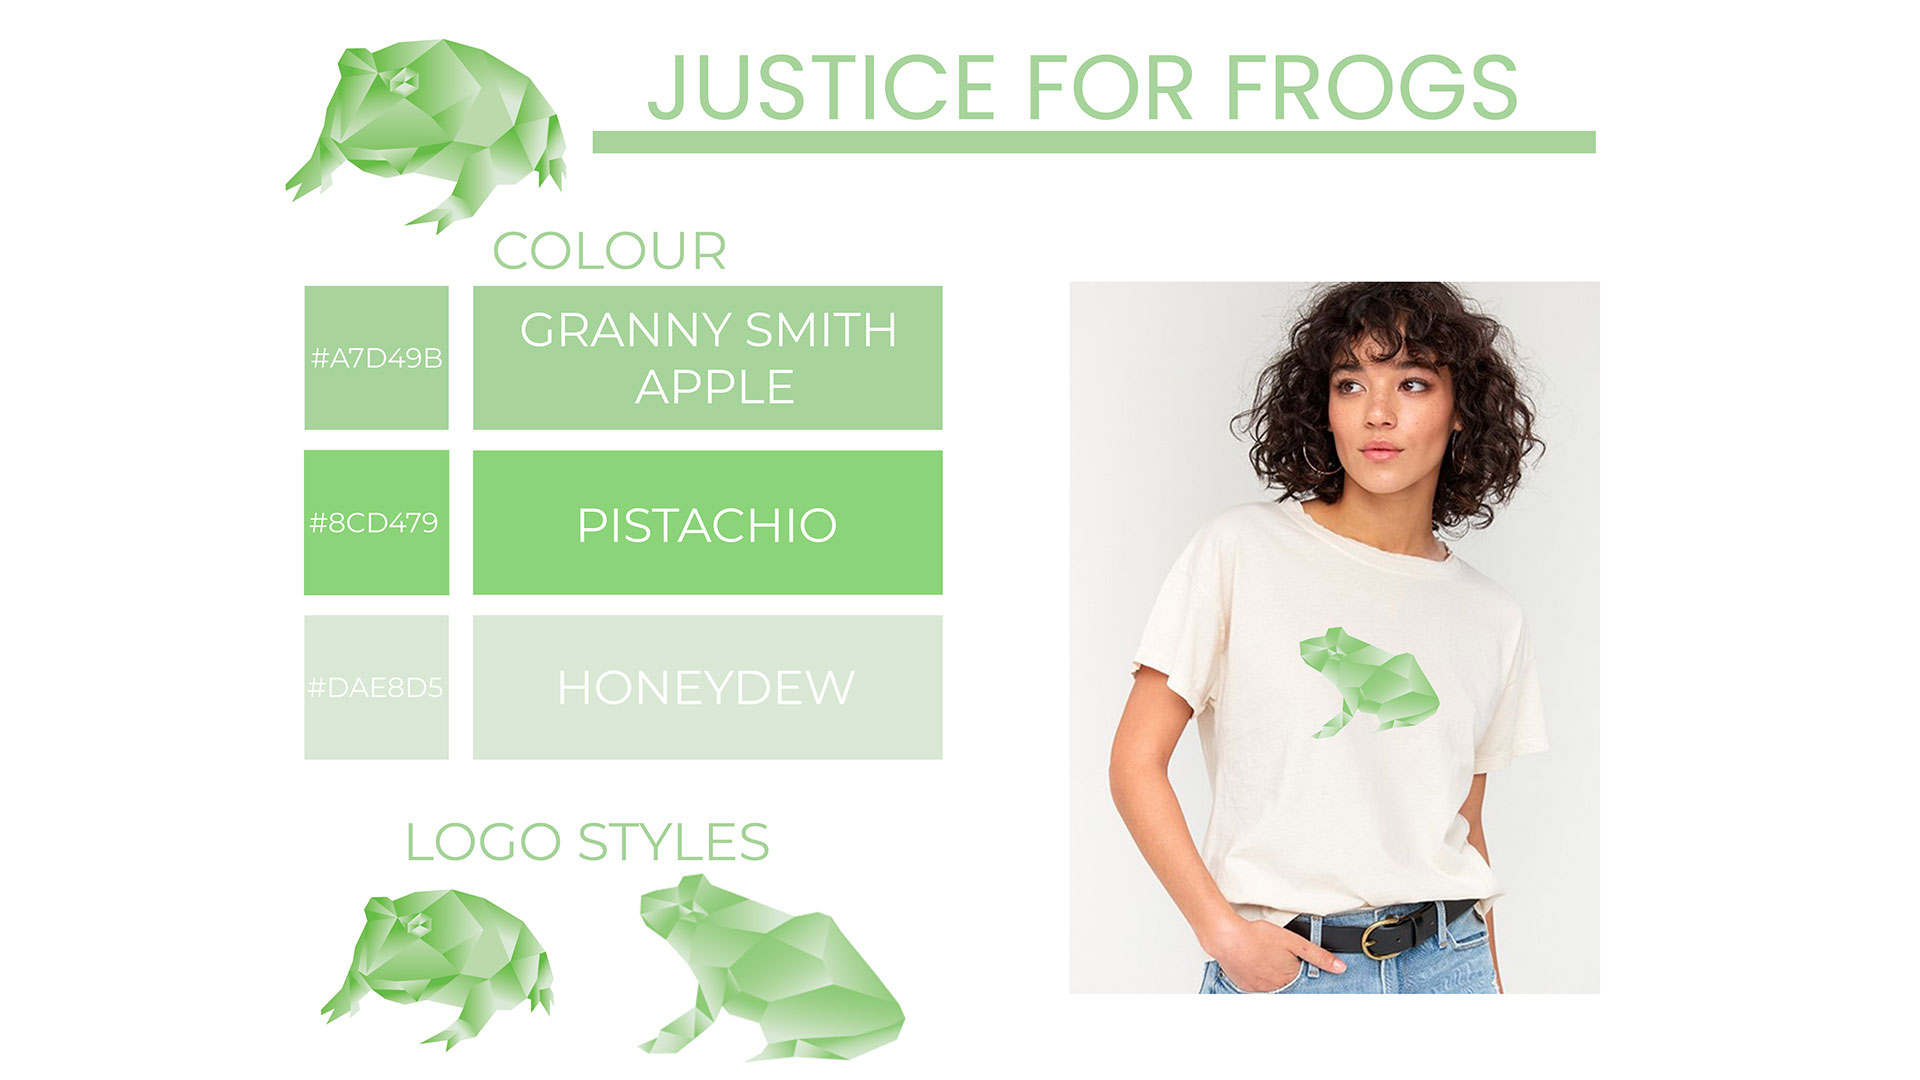 JUSTICE FOR FROGS
COLOUR
#A7D49B
GRANNY SMITH
APPLE
#8CD479
PISTACHIO
#DAE8D5
HONEYDEW
LOGO STYLES